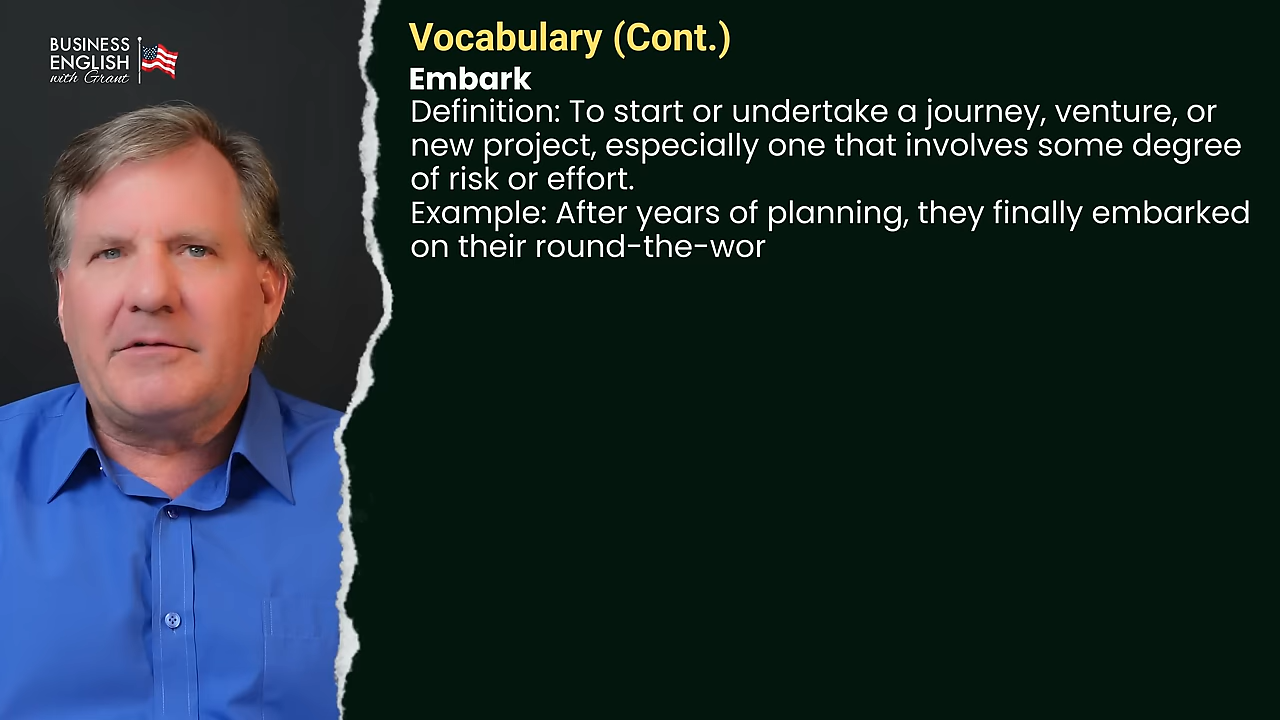 BUSINESS
ENGLISH
with Grant
Vocabulary (Cont.)
Embark
Definition: To start or undertake a journey, venture, or
new project, especially one that involves some degree
of risk or effort.
Example: After years of planning, they finally embarked
on their round-the-wor